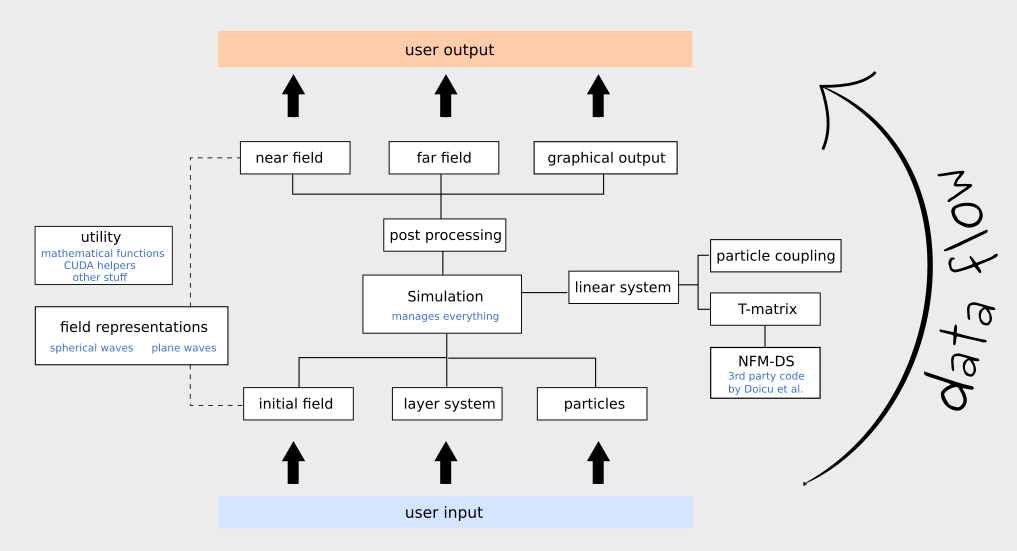 user output
near field
far field
graphical output
post processing
utility
mathematical functions
CUDA helpers
other stuff
Simulation
manages everything
linear system
particle coupling
T-matrix
NFM-DS
3rd party code
by Doicu et al.
field representations
spherical waves
plane waves
initial field
layer system
particles
user input
data flow